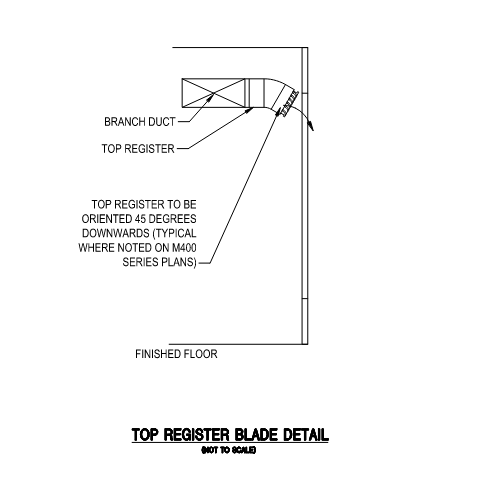 BRANCH DUCT
TOP REGISTER
TOP REGISTER TO BE
ORIENTED 45 DEGREES
DOWNWARDS (TYPICAL
WHERE NOTED ON M400
SERIES PLANS)
FINISHED FLOOR
TOP REGISTER BLADE DETAIL
(NOT TO SCALE)